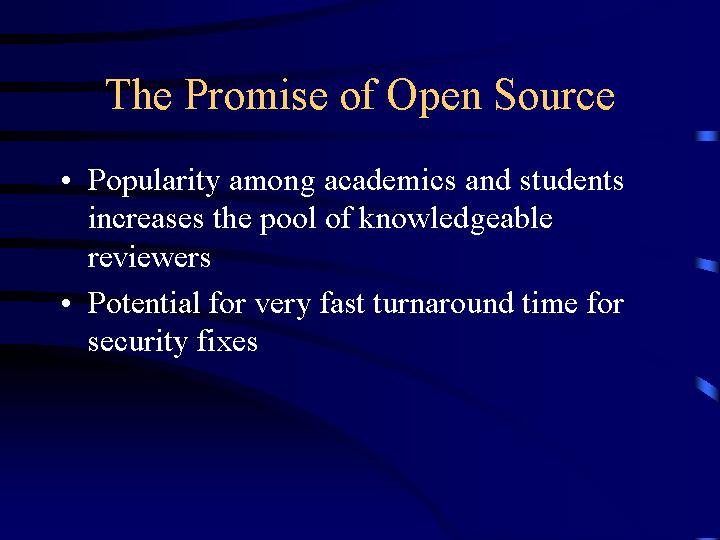 The Promise of Open Source
• Popularity among academics and students
increases the pool of knowledgeable
reviewers
• Potential for very fast turnaround time for
security fixes